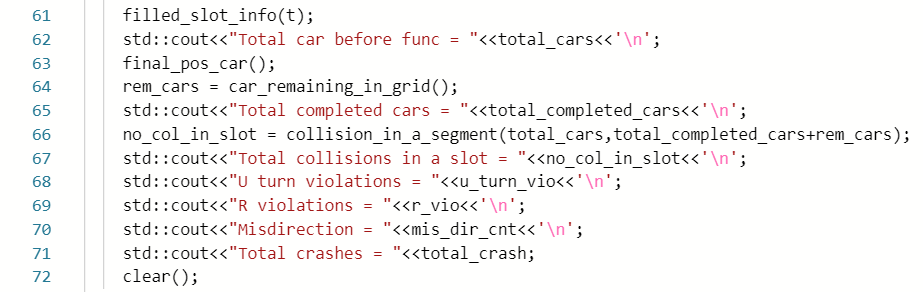 61 filled_slot_info(t);
62 std::cout<<"Total car before func = "<<total_cars<<'\n';
63 final_pos_car();
64 rem_cars = car_remaining_in_grid();
65 std::cout<<"Total completed cars = "<<total_completed_cars<<'\n';
66 no_col_in_slot = collision_in_a_segment(total_cars,total_completed_cars+rem_cars);
67 std::cout<<"Total collisions in a slot = "<<no_col_in_slot<<'\n';
68 std::cout<<"U turn violations = "<<u_turn_vio<<'\n';
69 std::cout<<"R violations = "<<r_vio<<'\n';
70 std::cout<<"Misdirection = "<<mis_dir_cnt<<'\n';
71 std::cout<<"Total crashes = "<<total_crash;
72 clear();